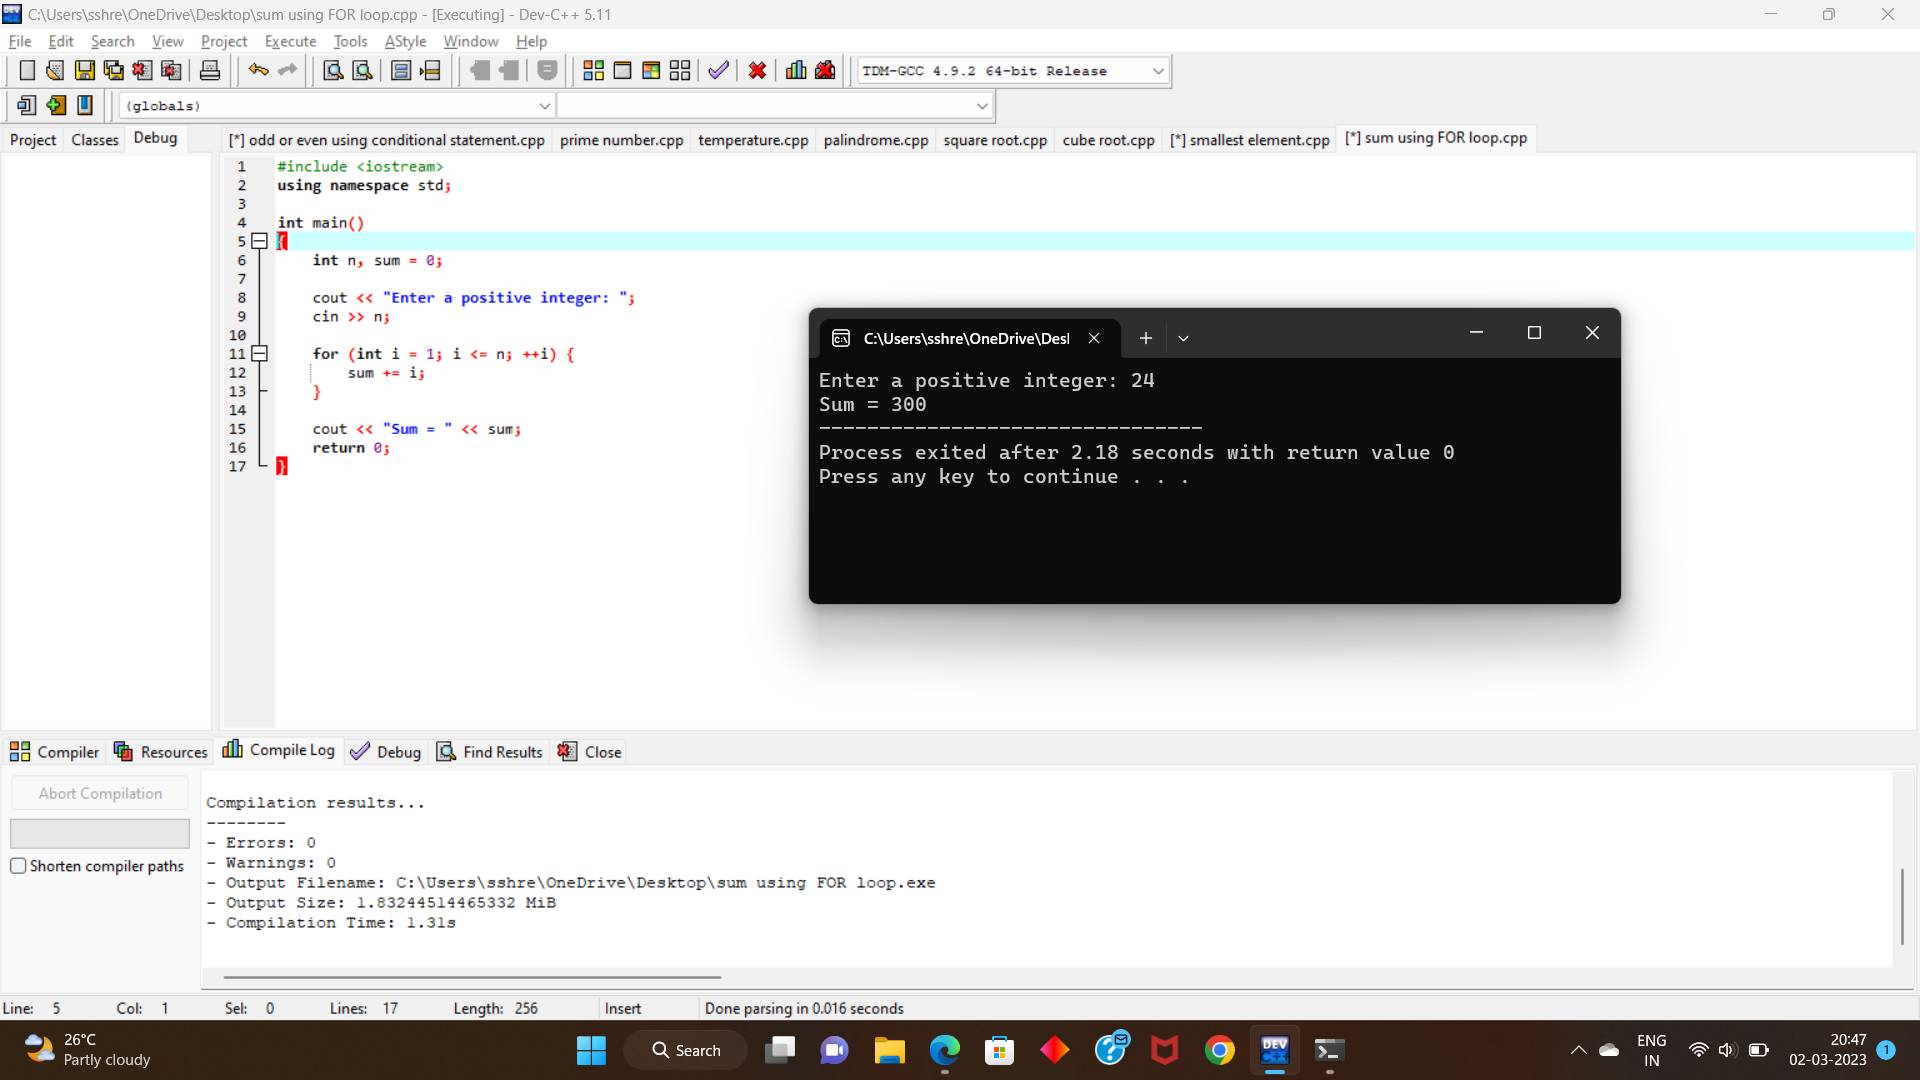 C:\Users\sshre\OneDrive\Desktop\sum using FOR loop.cpp - [Executing] - Dev-C++ 5.11
File Edit Search View Project Execute Tools AStyle Window Help
TDM-GCC 4.9.2 64-bit Release
(globals)
Project Classes Debug
[*] odd or even using conditional statement.cpp prime number.cpp temperature.cpp palindrome.cpp square root.cpp cube root.cpp [*] smallest element.cpp [*] sum using FOR loop.cpp
1 #include <iostream>
2 using namespace std;
3
4 int main()
5 {
6 int n, sum = 0;
7
8 cout << "Enter a positive integer: ";
9 cin >> n;
10
11 for (int i = 1; i <= n; ++i) {
12 sum += i;
13 }
14
15 cout << "Sum = " << sum;
16 return 0;
17 }
C:\Users\sshre\OneDrive\Desl
Enter a positive integer: 24
Sum = 300
--------------------------------
Process exited after 2.18 seconds with return value 0
Press any key to continue . . .
Compiler Resources Compile Log Debug Find Results Close
Abort Compilation
Shorten compiler paths
Compilation results...
--------
- Errors: 0
- Warnings: 0
- Output Filename: C:\Users\sshre\OneDrive\Desktop\sum using FOR loop.exe
- Output Size: 1.83244514465332 MiB
- Compilation Time: 1.31s
Line: 5 Col: 1 Sel: 0 Lines: 17 Length: 256 Insert Done parsing in 0.016 seconds
26°C
Partly cloudy
Search
DEV
C++
ENG
IN
20:47
02-03-2023
1